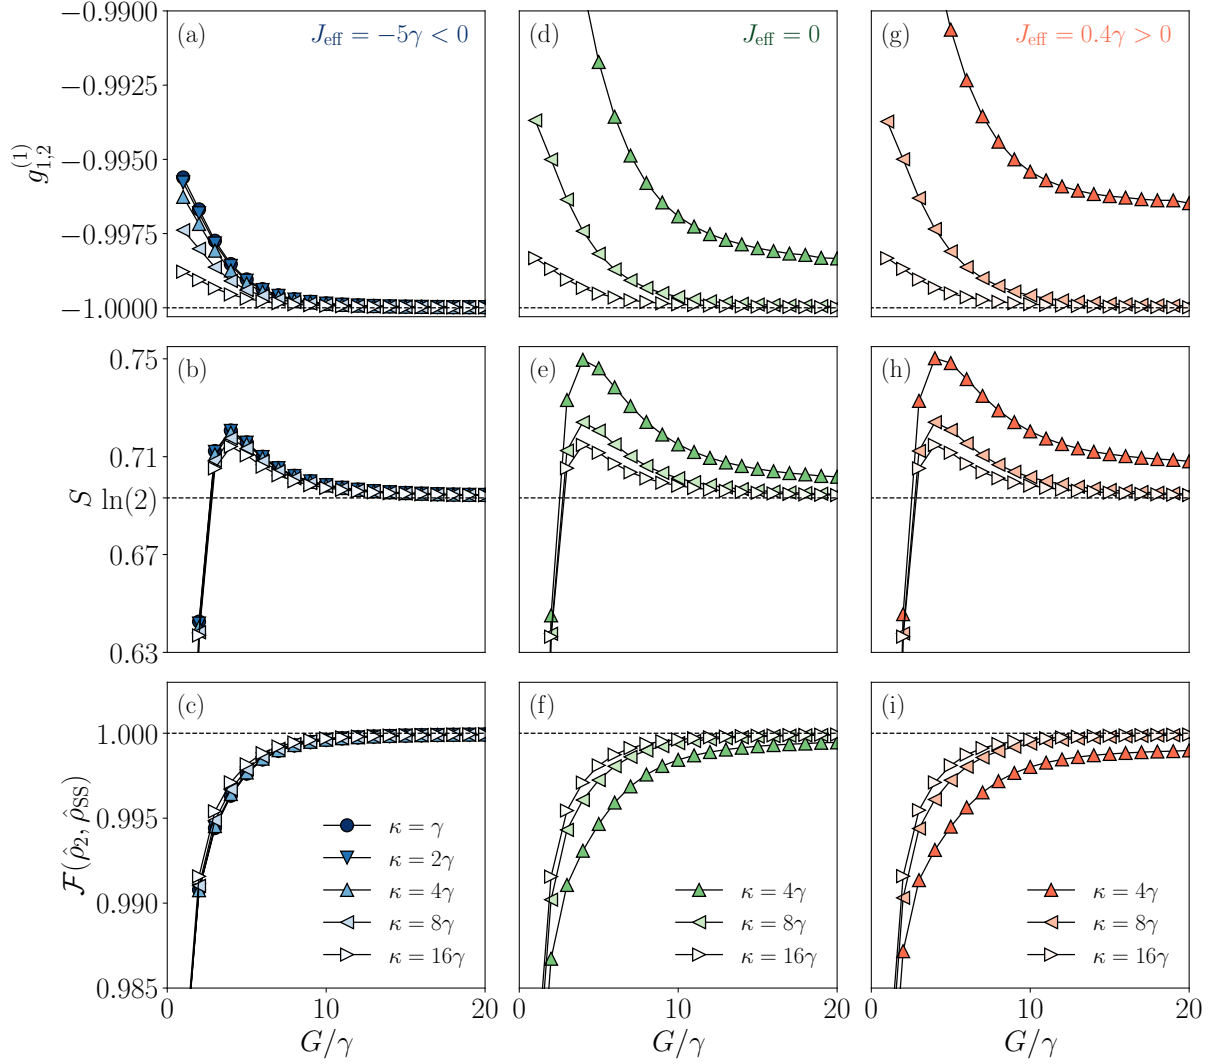 (a)
J_eff = −5γ < 0
g^(1)_1,2
−0.9900
−0.9925
−0.9950
−0.9975
−1.0000
(d)
J_eff = 0
(g)
J_eff = 0.4γ > 0
(b)
S
0.75
0.71
ln(2)
0.67
0.63
(e)
(h)
(c)
F(ρ̂_2, ρ̂_SS)
1.000
0.995
0.990
0.985
κ = γ
κ = 2γ
κ = 4γ
κ = 8γ
κ = 16γ
0
10
20
G/γ
(f)
κ = 4γ
κ = 8γ
κ = 16γ
0
10
20
G/γ
(i)
κ = 4γ
κ = 8γ
κ = 16γ
0
10
20
G/γ